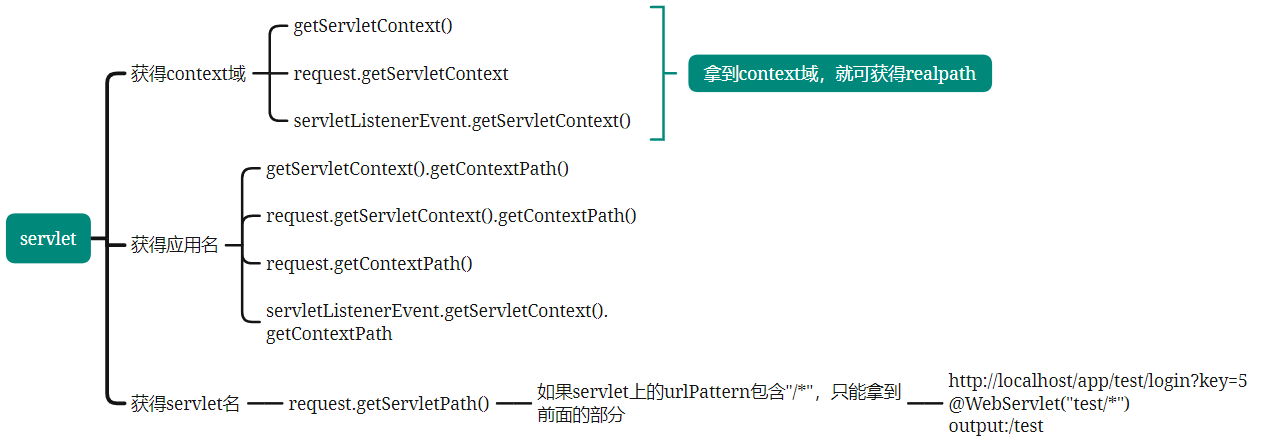 servlet
获得context域
getServletContext()
request.getServletContext
servletListenerEvent.getServletContext()
拿到context域，就可获得realpath
获得应用名
getServletContext().getContextPath()
request.getServletContext().getContextPath()
request.getContextPath()
servletListenerEvent.getServletContext().
getContextPath
获得servlet名
request.getServletPath()
如果servlet上的urlPattern包含"/*"，只能拿到
前面的部分
http://localhost/app/test/login?key=5
@WebServlet("test/*")
output:/test